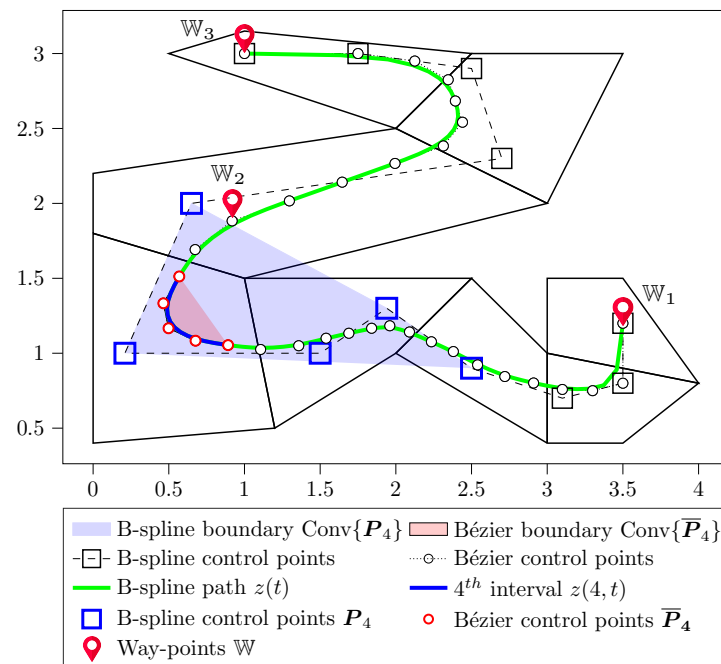 𝕎₃
3
2.5
𝕎₂
2
1.5
𝕎₁
1
0.5
0 0.5 1 1.5 2 2.5 3 3.5 4
B-spline boundary Conv{𝑷₄} Bézier boundary Conv{𝑷̅₄}
B-spline control points Bézier control points
B-spline path z(t) 4ᵗʰ interval z(4, t)
B-spline control points 𝑷₄ Bézier control points 𝑷̅₄
Way-points 𝕎